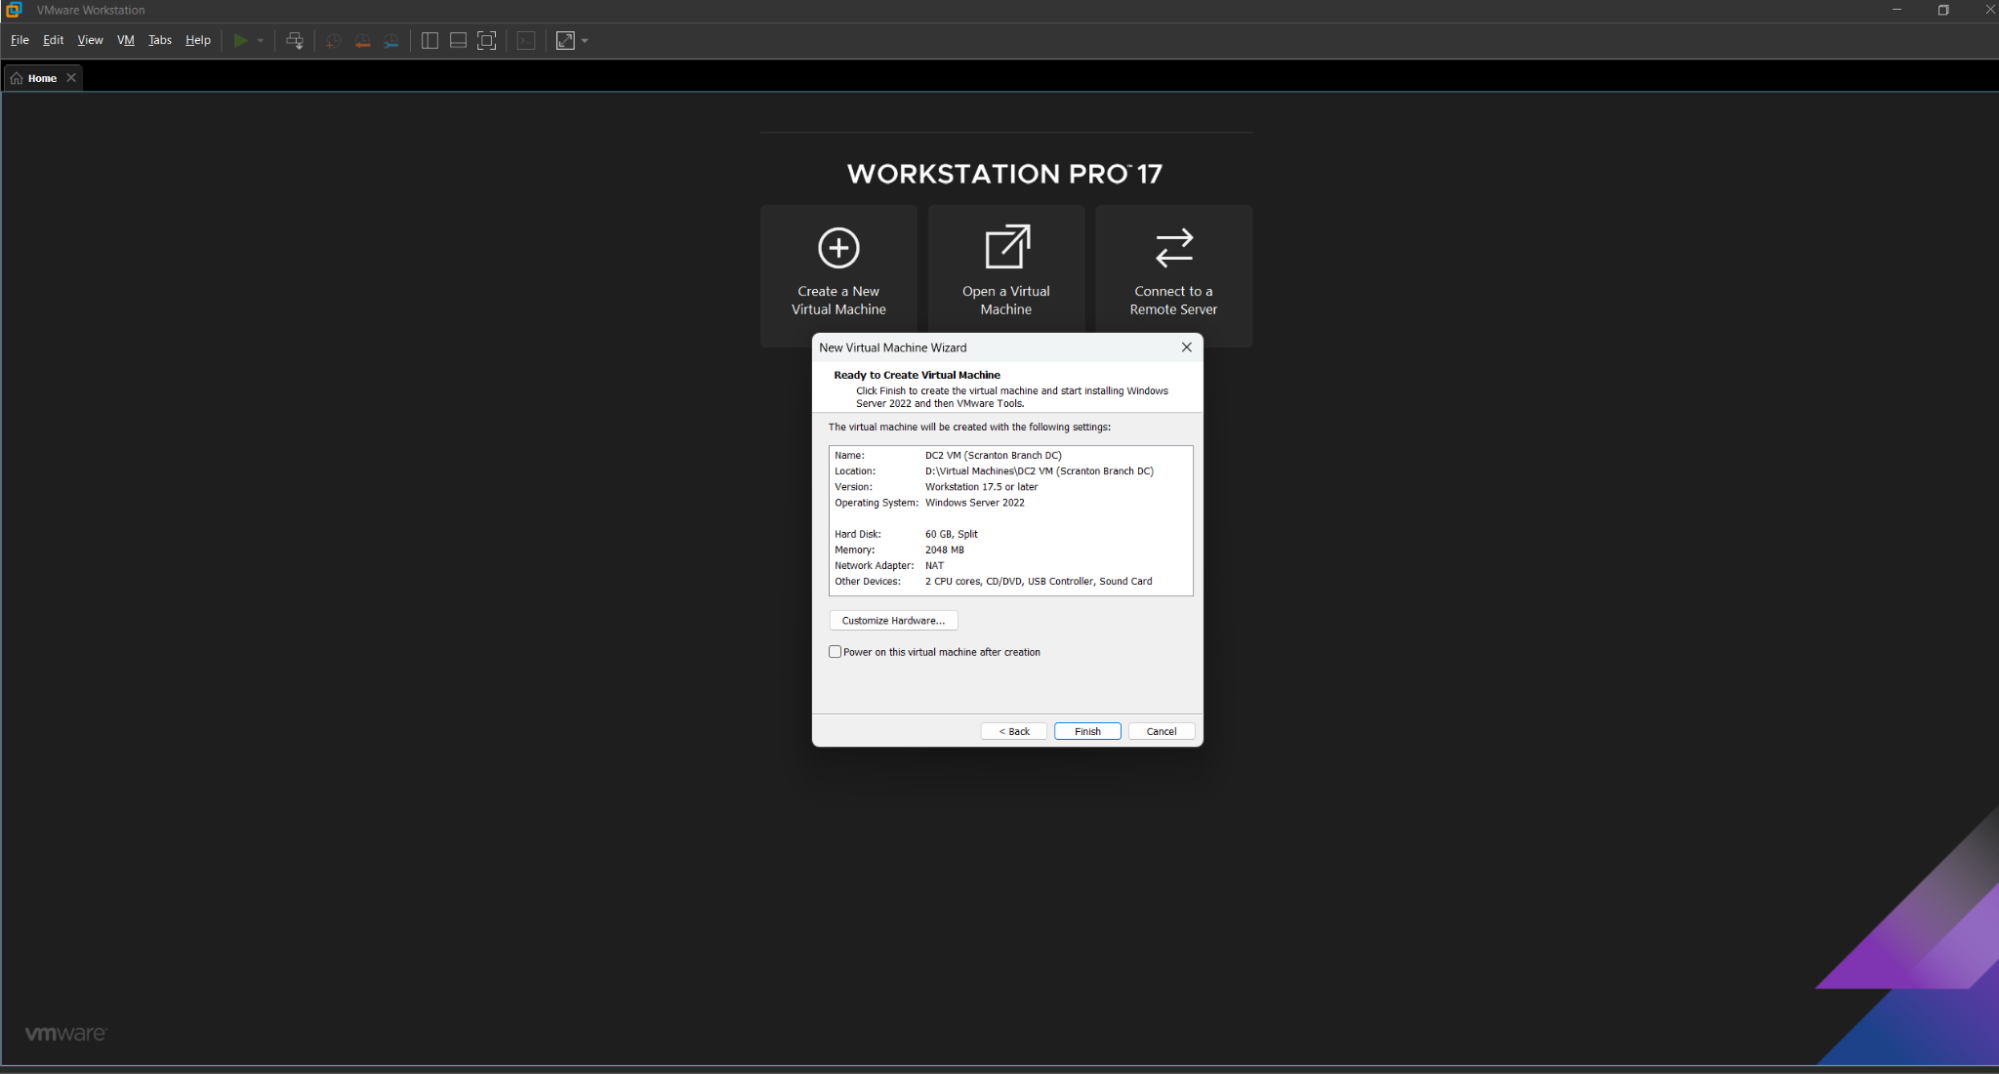 VMware Workstation
File Edit View VM Tabs Help
Home
WORKSTATION PRO™ 17
Create a New
Virtual Machine
Open a Virtual
Machine
Connect to a
Remote Server
New Virtual Machine Wizard
Ready to Create Virtual Machine
Click Finish to create the virtual machine and start installing Windows
Server 2022 and then VMware Tools.
The virtual machine will be created with the following settings:
Name: DC2 VM (Scranton Branch DC)
Location: D:\Virtual Machines\DC2 VM (Scranton Branch DC)
Version: Workstation 17.5 or later
Operating System: Windows Server 2022
Hard Disk: 60 GB, Split
Memory: 2048 MB
Network Adapter: NAT
Other Devices: 2 CPU cores, CD/DVD, USB Controller, Sound Card
Customize Hardware...
Power on this virtual machine after creation
< Back Finish Cancel
vmware